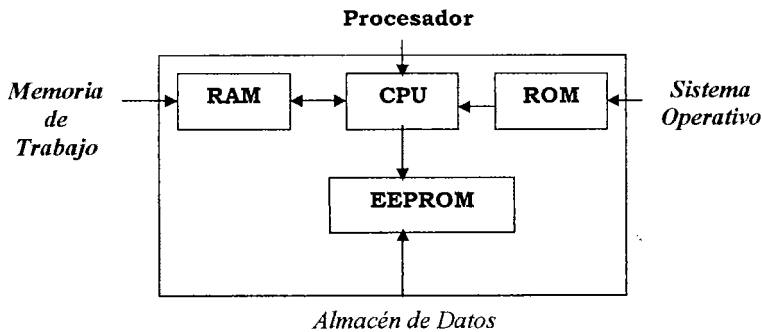 Procesador
Memoria
de
Trabajo
RAM
CPU
ROM
Sistema
Operativo
EEPROM
Almacén de Datos